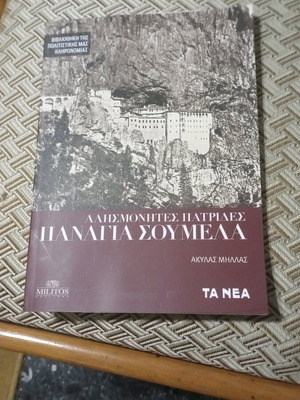 ΒΙΒΛΙΟΘΗΚΗ ΤΗΣ
ΠΟΛΙΤΙΣΤΙΚΗΣ ΜΑΣ
ΚΛΗΡΟΝΟΜΙΑΣ
ΑΛΗΣΜΟΝΗΤΕΣ ΠΑΤΡΙΔΕΣ
ΠΑΝΑΓΙΑ ΣΟΥΜΕΛΑ
ΑΚΥΛΑΣ ΜΗΛΛΑΣ
MILITOS
ΤΑ ΝΕΑ